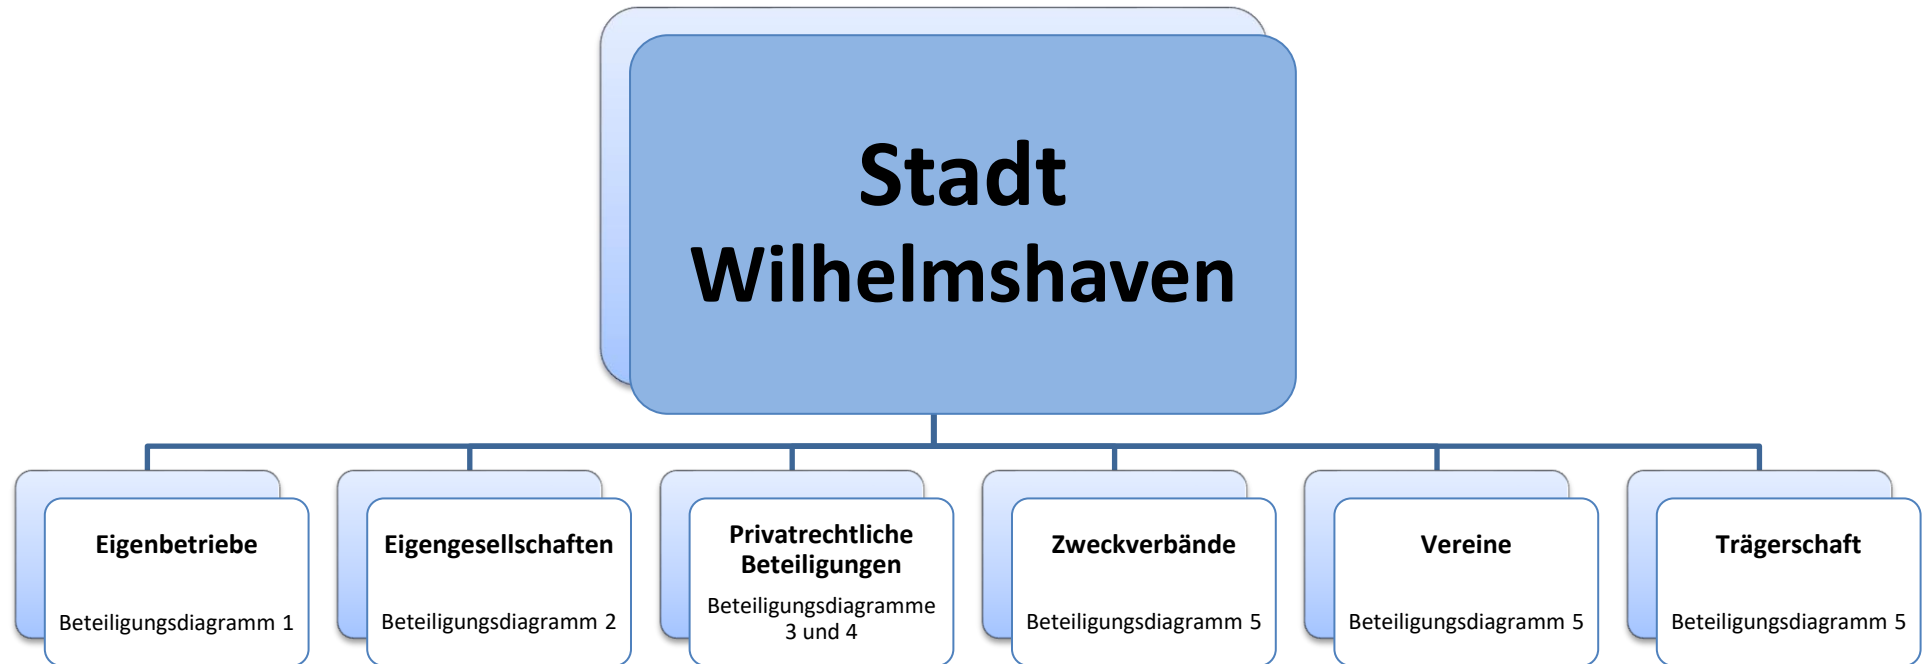 Stadt
Wilhelmshaven
Eigenbetriebe
Beteiligungsdiagramm 1
Eigengesellschaften
Beteiligungsdiagramm 2
Privatrechtliche
Beteiligungen
Beteiligungsdiagramme
3 und 4
Zweckverbände
Beteiligungsdiagramm 5
Vereine
Beteiligungsdiagramm 5
Trägerschaft
Beteiligungsdiagramm 5